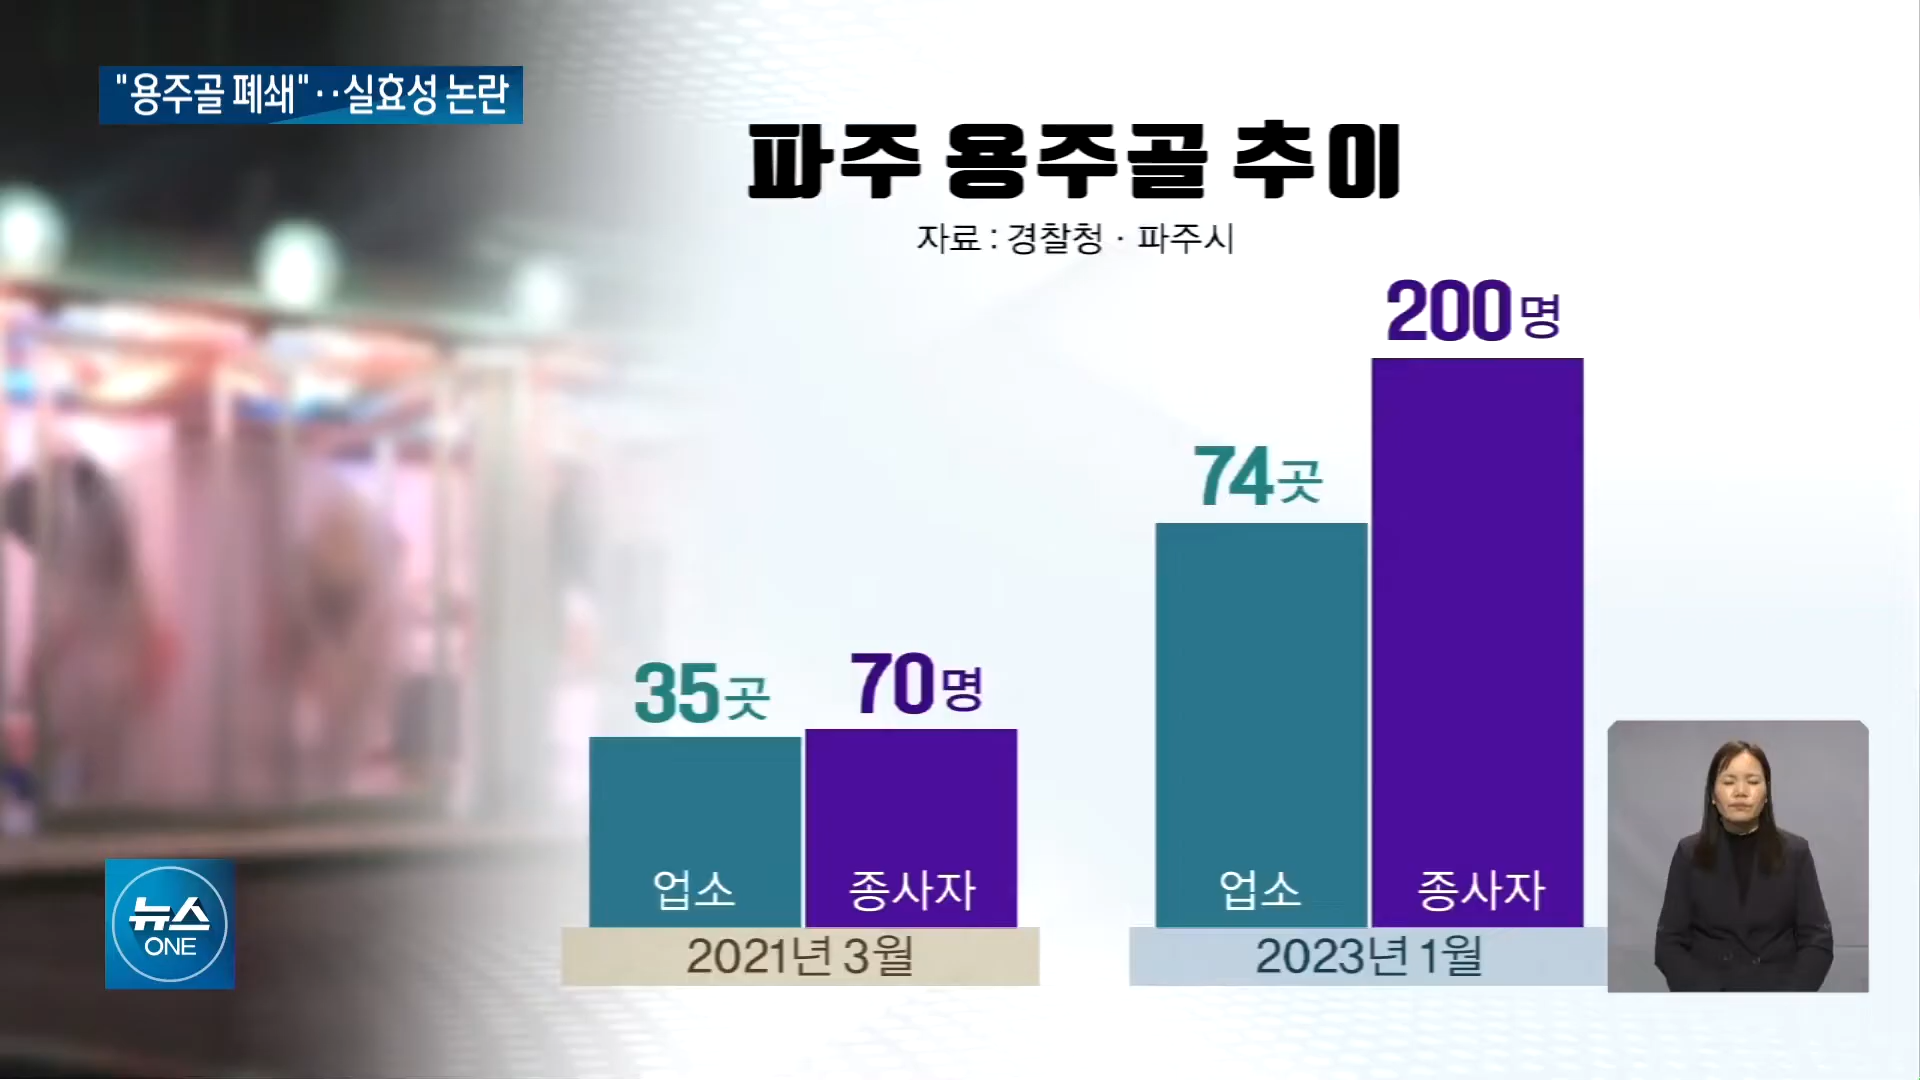 "용주골 폐쇄"‥실효성 논란
파주 용주골 추이
자료 : 경찰청 · 파주시
200명
74곳
35곳
70명
업소
종사자
업소
종사자
2021년 3월
2023년 1월
뉴스
ONE